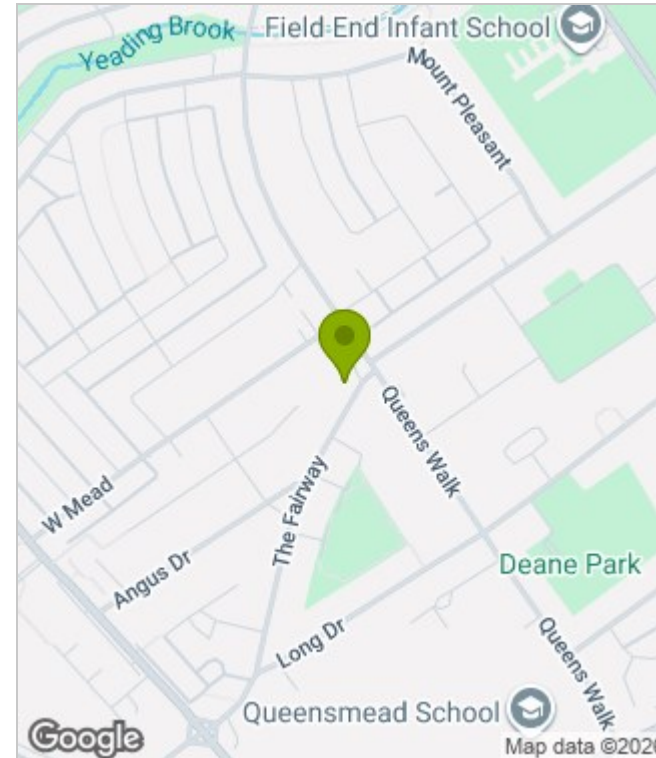 Yeading Brook
Field End Infant School
Mount Pleasant
Queens Walk
W Mead
The Fairway
Angus Dr
Deane Park
Long Dr
Queens Walk
Queensmead School
Google
Map data ©2026